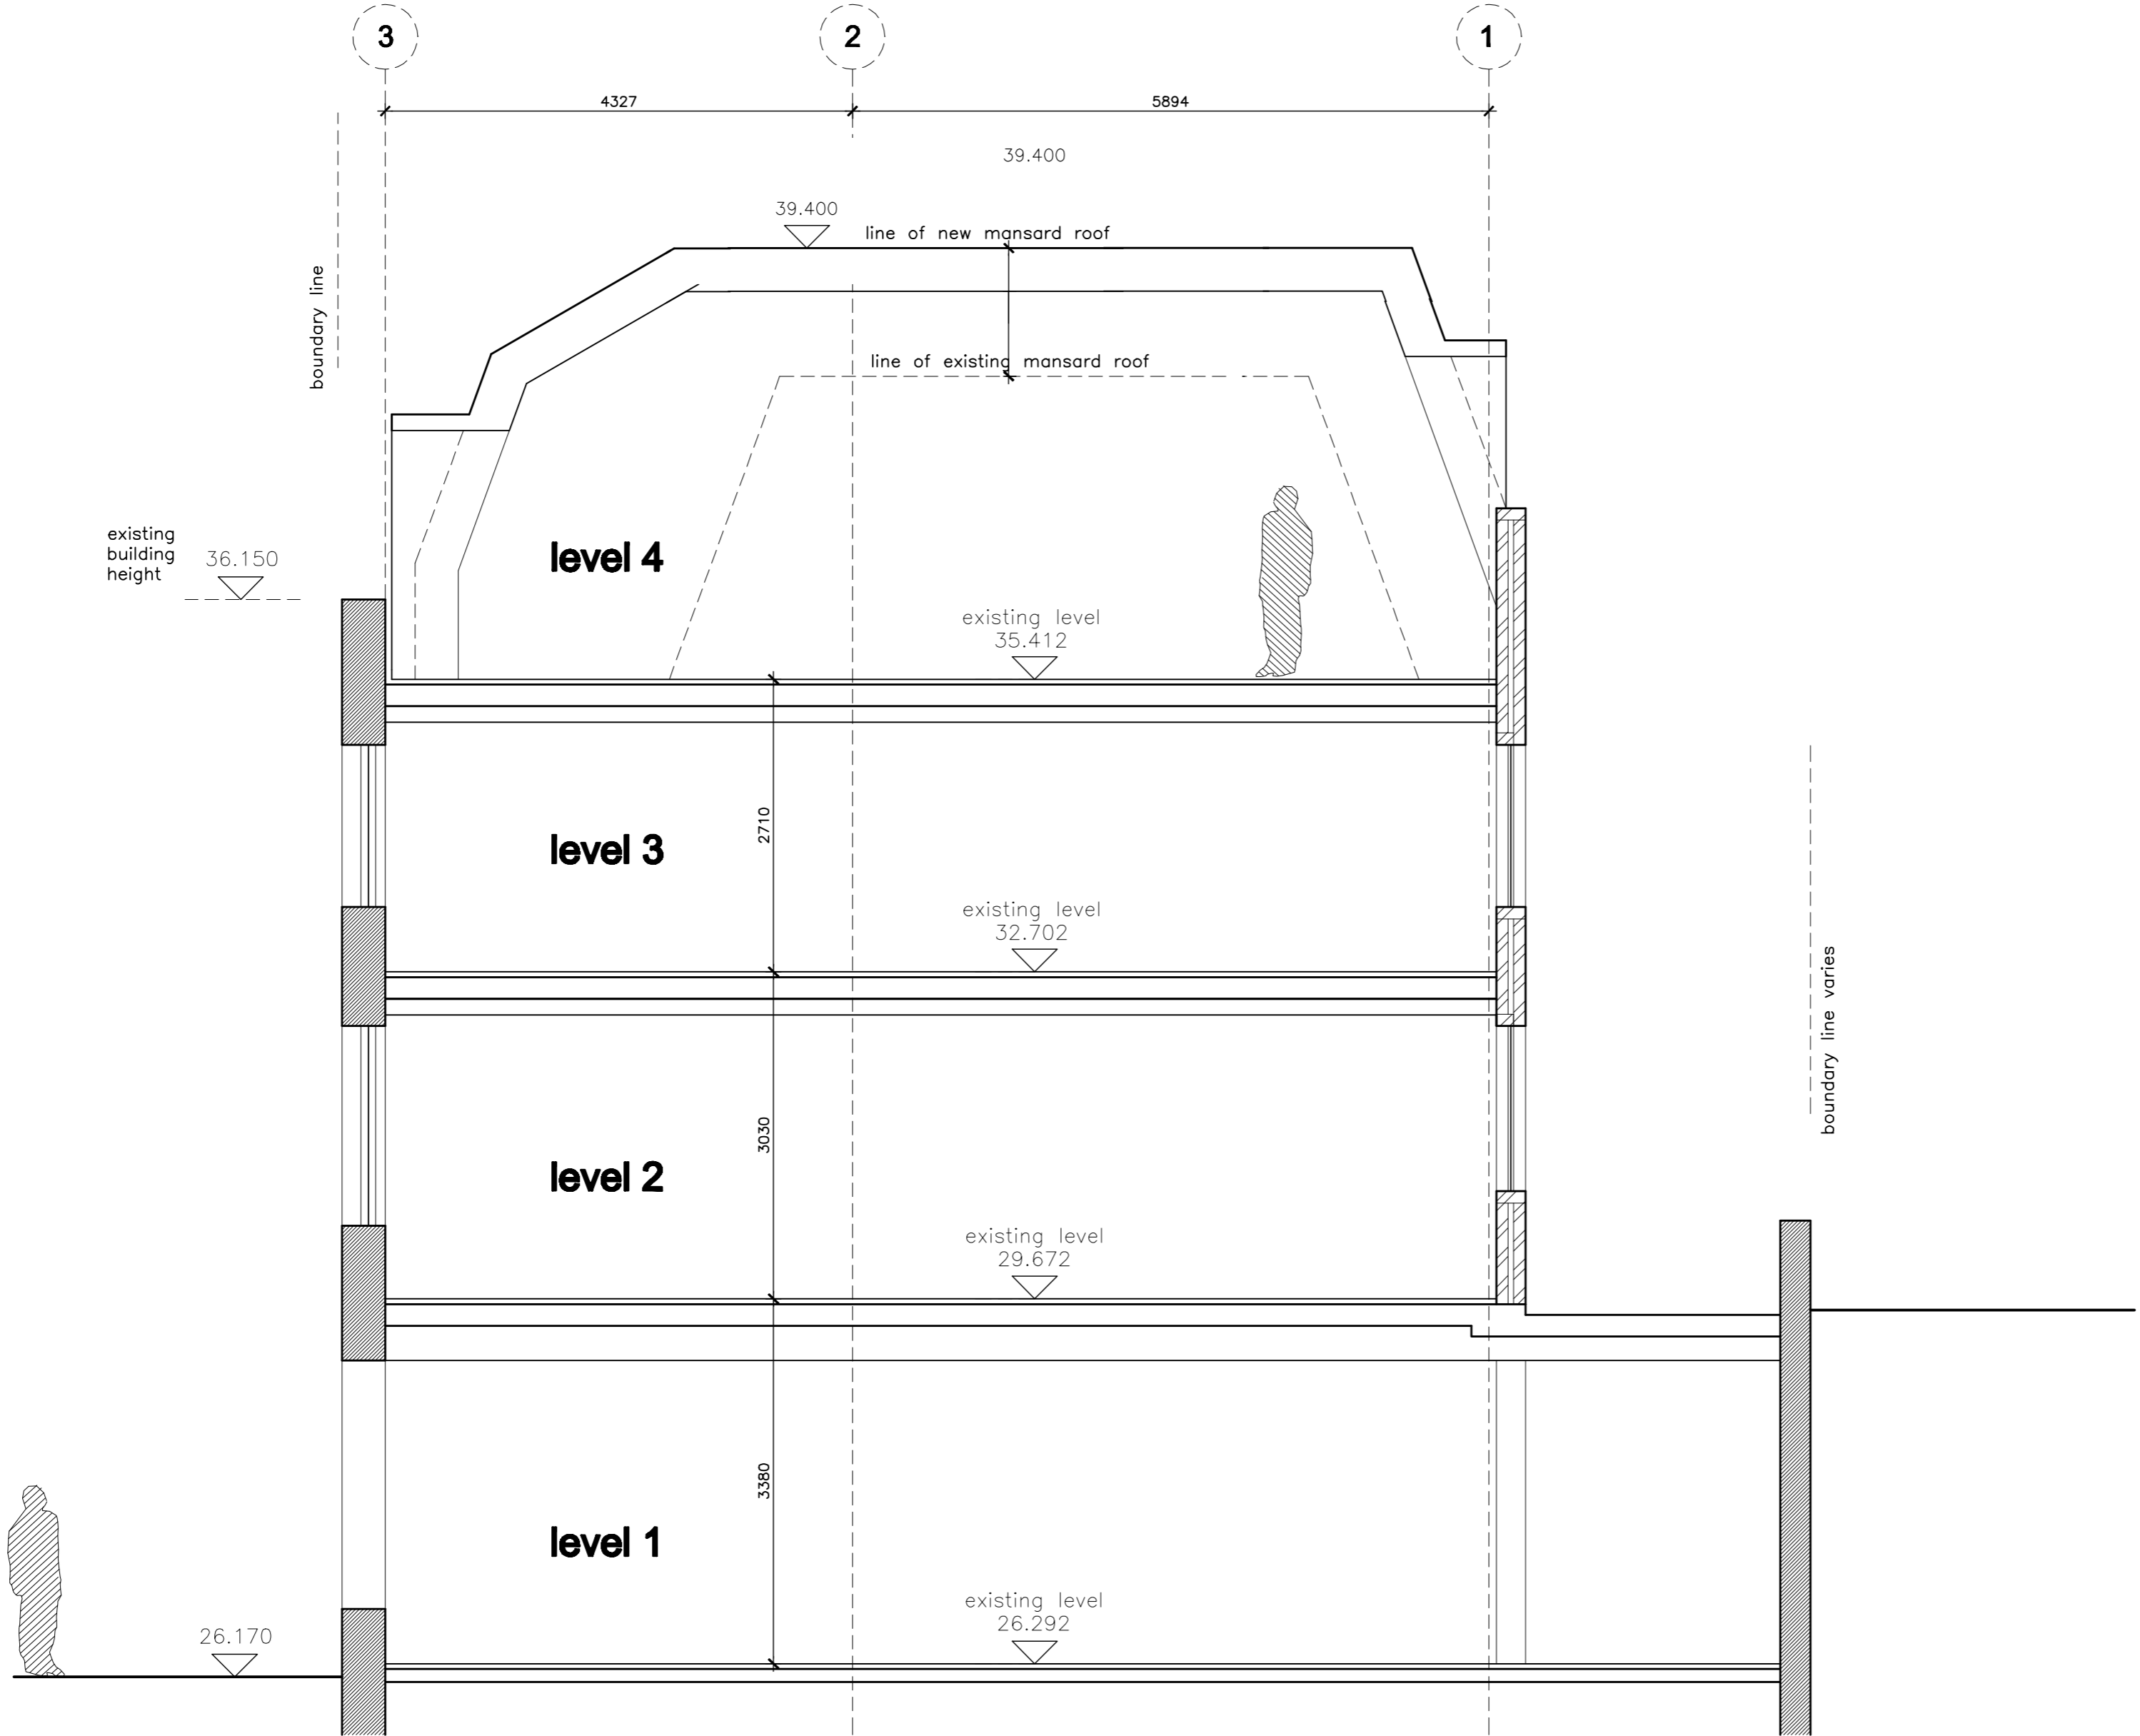 3
2
1
4327
5894
39.400
39.400
line of new mansard roof
boundary line
line of existing mansard roof
existing
building
height
36.150
level 4
existing level
35.412
2710
level 3
existing level
32.702
boundary line varies
3030
level 2
existing level
29.672
3380
level 1
existing level
26.292
26.170